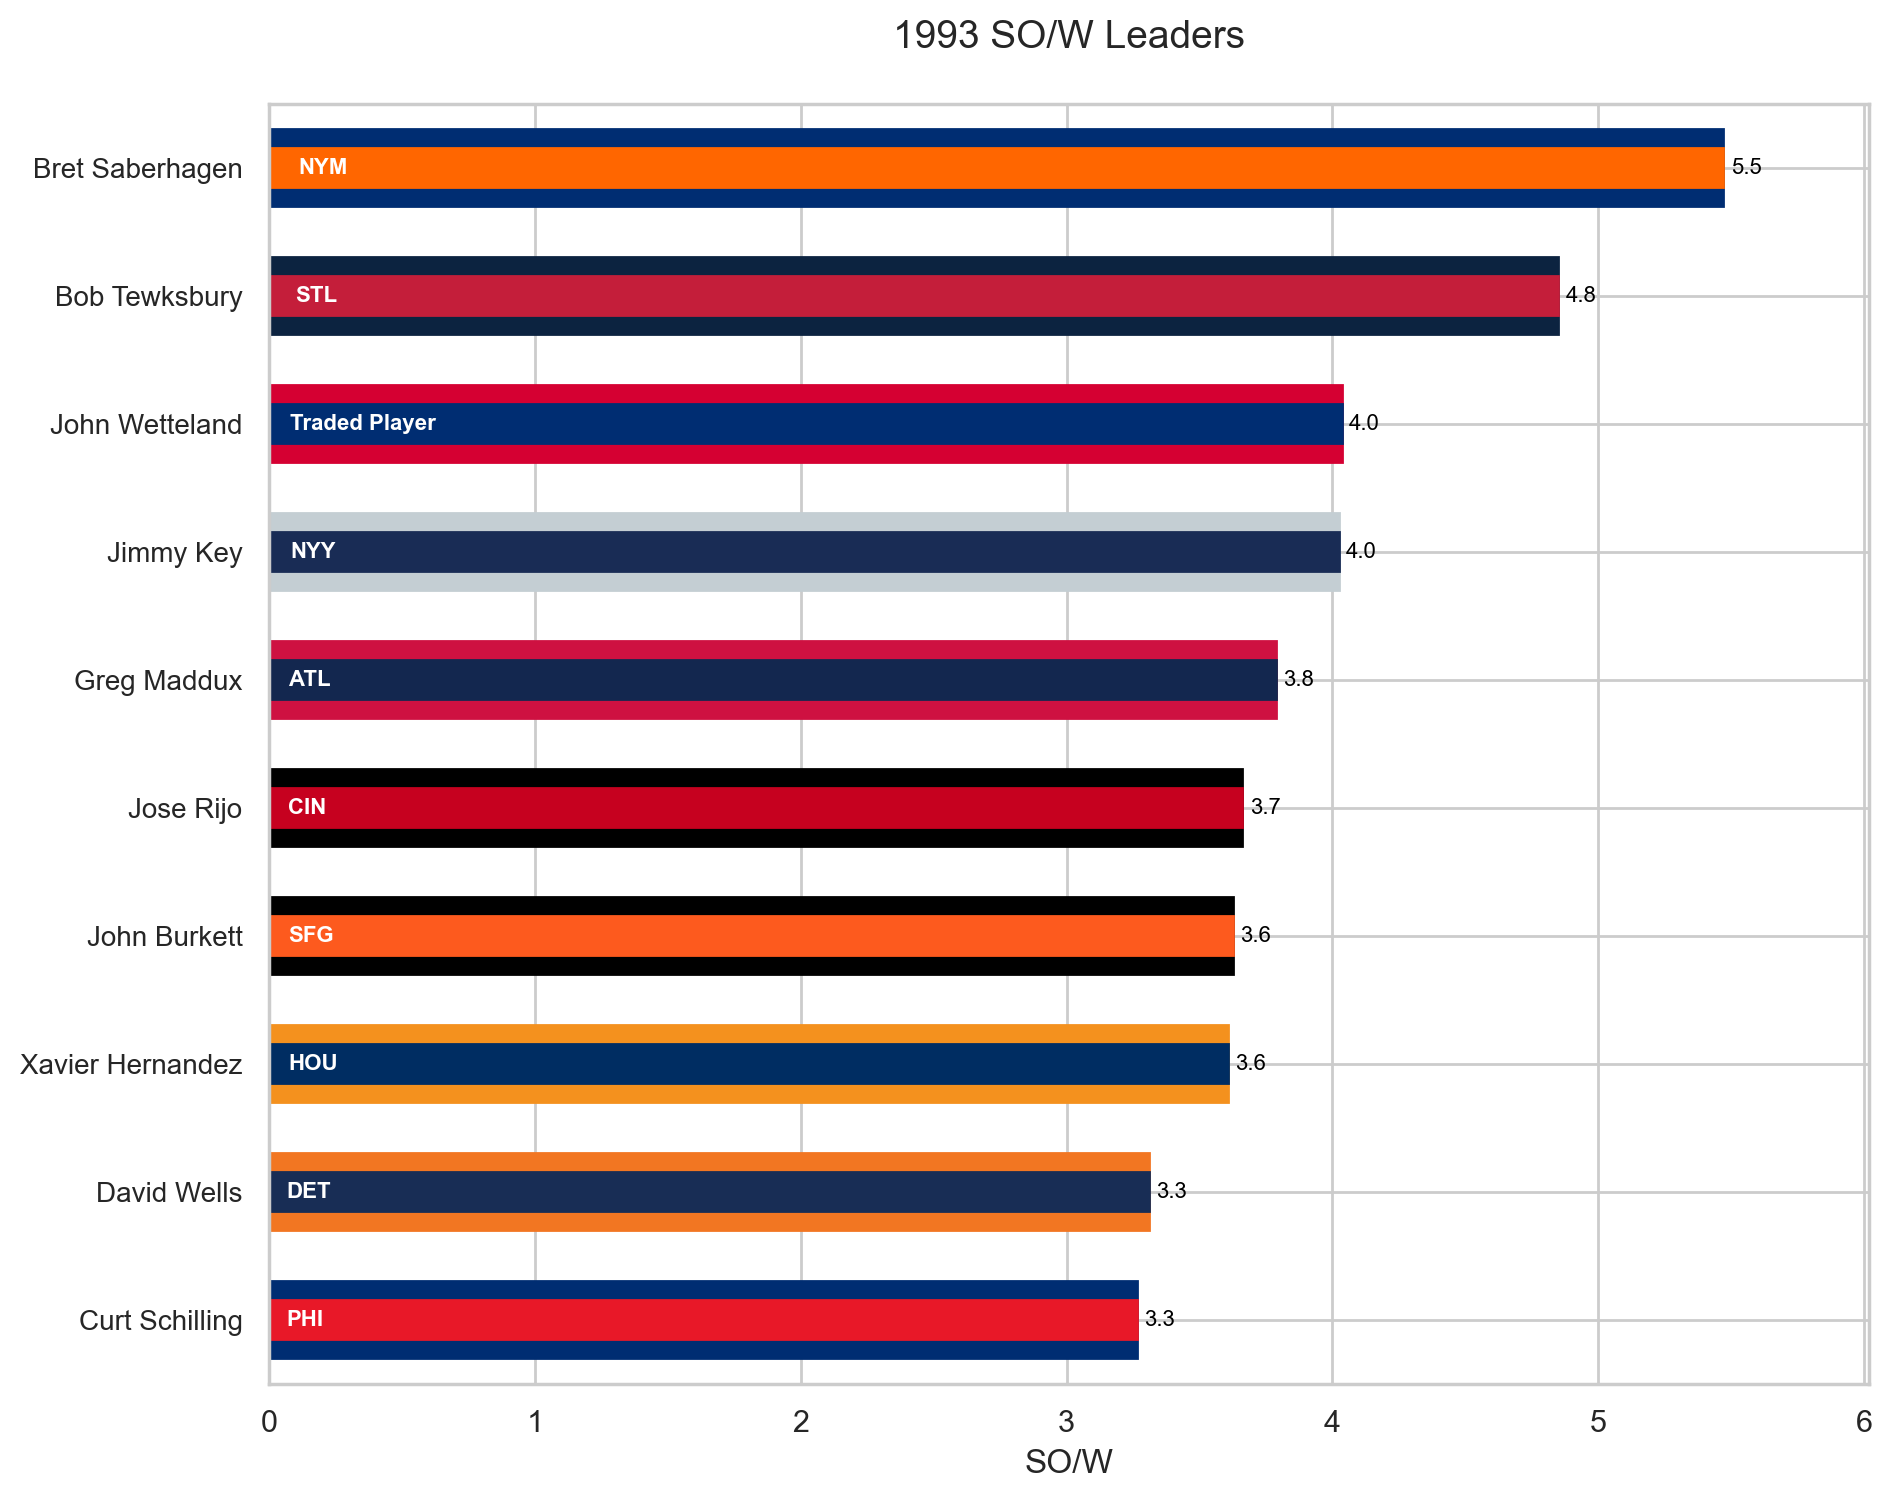 1993 SO/W Leaders
Bret Saberhagen NYM 5.5
Bob Tewksbury STL 4.8
John Wetteland Traded Player 4.0
Jimmy Key NYY 4.0
Greg Maddux ATL 3.8
Jose Rijo CIN 3.7
John Burkett SFG 3.6
Xavier Hernandez HOU 3.6
David Wells DET 3.3
Curt Schilling PHI 3.3
0 1 2 3 4 5 6
SO/W